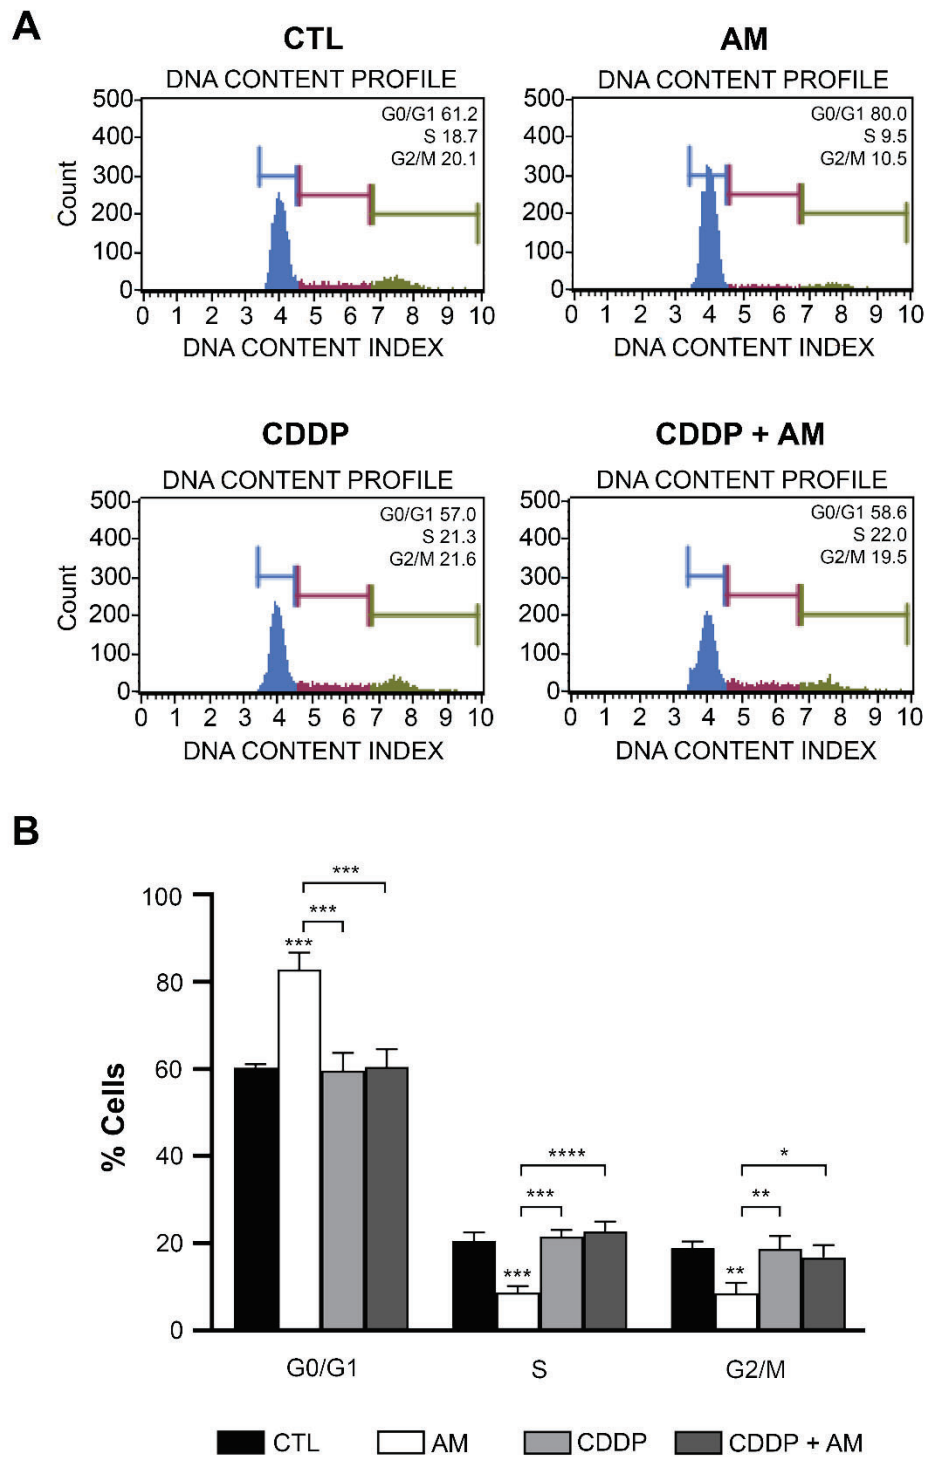 A
CTL
DNA CONTENT PROFILE
500
400
300
200
100
0
Count
G0/G1 61.2
S 18.7
G2/M 20.1
0 1 2 3 4 5 6 7 8 9 10
DNA CONTENT INDEX
AM
DNA CONTENT PROFILE
500
400
300
200
100
0
G0/G1 80.0
S 9.5
G2/M 10.5
0 1 2 3 4 5 6 7 8 9 10
DNA CONTENT INDEX
CDDP
DNA CONTENT PROFILE
500
400
300
200
100
0
Count
G0/G1 57.0
S 21.3
G2/M 21.6
0 1 2 3 4 5 6 7 8 9 10
DNA CONTENT INDEX
CDDP + AM
DNA CONTENT PROFILE
500
400
300
200
100
0
G0/G1 58.6
S 22.0
G2/M 19.5
0 1 2 3 4 5 6 7 8 9 10
DNA CONTENT INDEX
B
% Cells
100
80
60
40
20
0
***
***
***
****
***
***
*
**
**
G0/G1 S G2/M
CTL AM CDDP CDDP + AM